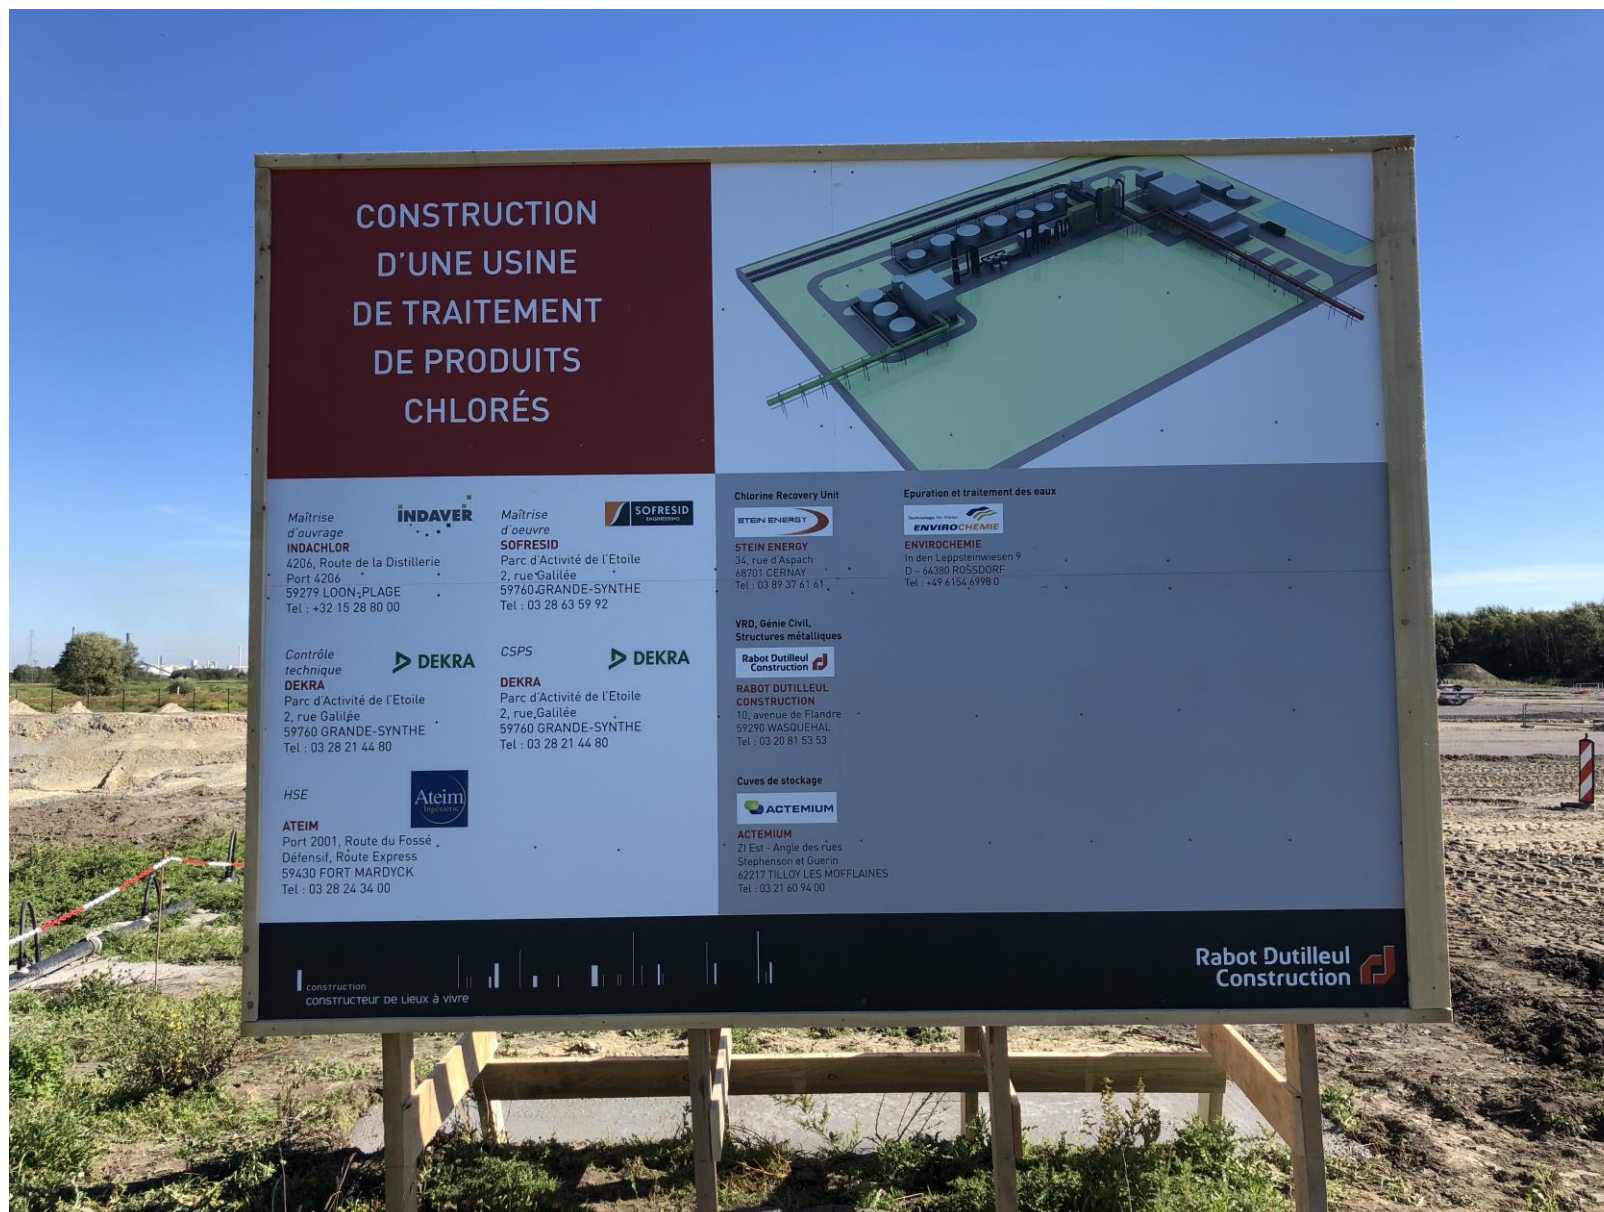 CONSTRUCTION
D'UNE USINE
DE TRAITEMENT
DE PRODUITS
CHLORÉS
Maîtrise
d'ouvrage
INDAVER
INDACHLOR
4206, Route de la Distillerie
Port 4206
59279 LOON-PLAGE
Tel : +32 15 28 80 00
Maîtrise
d'oeuvre
SOFRESID
ENGINEERING
SOFRESID
Parc d'Activité de l'Etoile
2, rue Galilée
59760 GRANDE-SYNTHE
Tel : 03 28 63 59 92
Contrôle
technique
DEKRA
DEKRA
Parc d'Activité de l'Etoile
2, rue Galilée
59760 GRANDE-SYNTHE
Tel : 03 28 21 44 80
CSPS
DEKRA
DEKRA
Parc d'Activité de l'Etoile
2, rue Galilée
59760 GRANDE-SYNTHE
Tel : 03 28 21 44 80
HSE
Ateim
Ingénierie
ATEIM
Port 2001, Route du Fossé
Défensif, Route Express
59430 FORT MARDYCK
Tel : 03 28 24 34 00
Chlorine Recovery Unit
STEIN ENERGY
STEIN ENERGY
34, rue d'Aspach
68701 CERNAY
Tel : 03 89 37 61 61
Epuration et traitement des eaux
Technology for Water
ENVIROCHEMIE
ENVIROCHEMIE
In den Leppsteinwiesen 9
D – 64380 ROSSDORF
Tel : +49 6154 6998 0
VRD, Génie Civil,
Structures métalliques
Rabot Dutilleul
Construction
RABOT DUTILLEUL
CONSTRUCTION
10, avenue de Flandre
59290 WASQUEHAL
Tel : 03 20 81 53 53
Cuves de stockage
ACTEMIUM
ACTEMIUM
ZI Est - Angle des rues
Stephenson et Guerin
62217 TILLOY LES MOFFLAINES
Tel : 03 21 60 94 00
construction
constructeur de lieux à vivre
Rabot Dutilleul
Construction